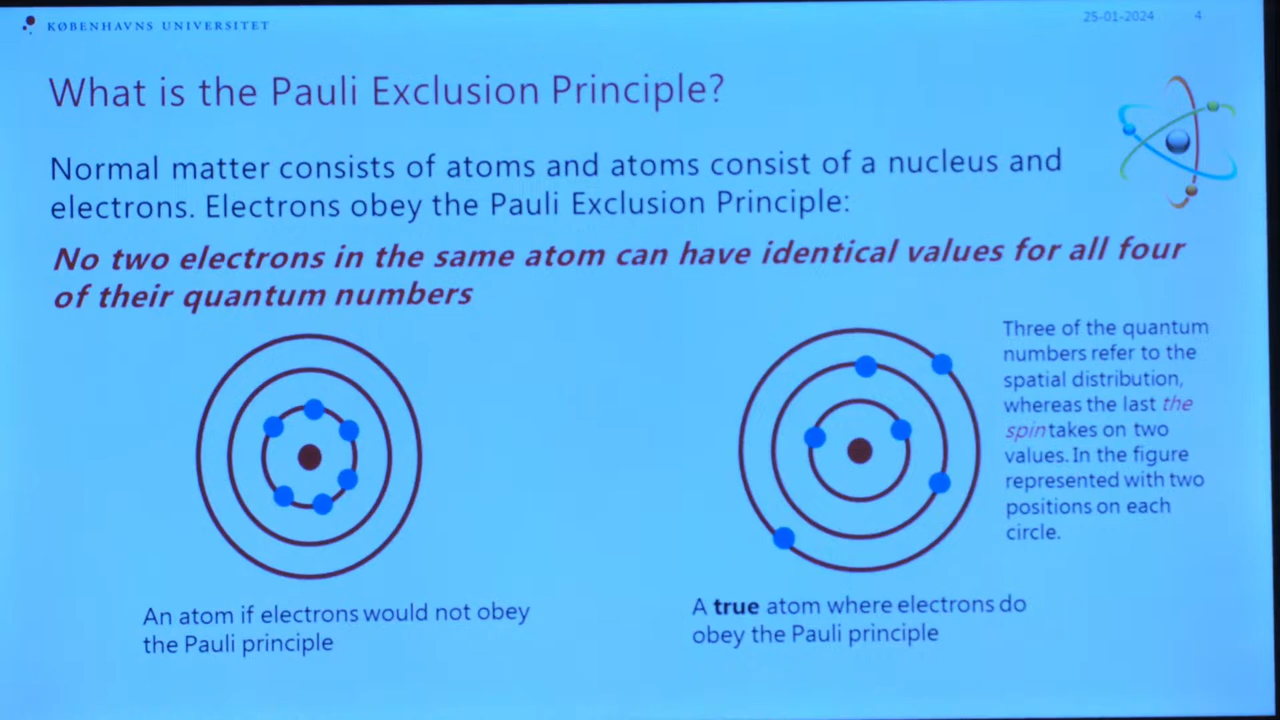 KØBENHAVNS UNIVERSITET
25-01-2024 4
What is the Pauli Exclusion Principle?
Normal matter consists of atoms and atoms consist of a nucleus and
electrons. Electrons obey the Pauli Exclusion Principle:
No two electrons in the same atom can have identical values for all four
of their quantum numbers
Three of the quantum
numbers refer to the
spatial distribution,
whereas the last the
spin takes on two
values. In the figure
represented with two
positions on each
circle.
An atom if electrons would not obey
the Pauli principle
A true atom where electrons do
obey the Pauli principle